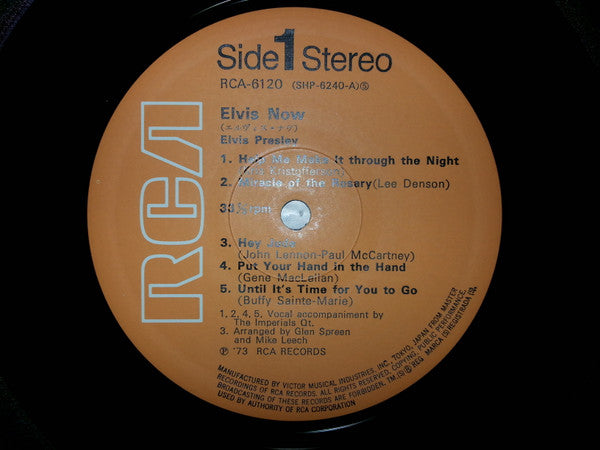 Side 1 Stereo
RCA-6120 (SHP-6240-A)Ⓢ
RCA
Elvis Now
(エルヴィス・ナウ)
Elvis Presley
1. Help Me Make It through the Night
(Kris Kristofferson)
2. Miracle of the Rosary(Lee Denson)
33⅓rpm
3. Hey Jude
(John Lennon-Paul McCartney)
4. Put Your Hand in the Hand
(Gene MacLellan)
5. Until It's Time for You to Go
(Buffy Sainte-Marie)
1, 2, 4, 5, Vocal accompaniment by
The Imperials Qt.
3. Arranged by Glen Spreen
and Mike Leech
Ⓟ '73 RCA RECORDS
MANUFACTURED BY VICTOR MUSICAL INDUSTRIES, INC., TOKYO, JAPAN FROM MASTER
RECORDINGS OF RCA RECORDS. ALL RIGHTS RESERVED. COPYING, PUBLIC PERFORMANCE,
BROADCASTING OF THESE RECORDS ARE FORBIDDEN. TM.(S) ® RCA MARCA (S) REGISTRADA (S).
USED BY AUTHORITY OF RCA CORPORATION